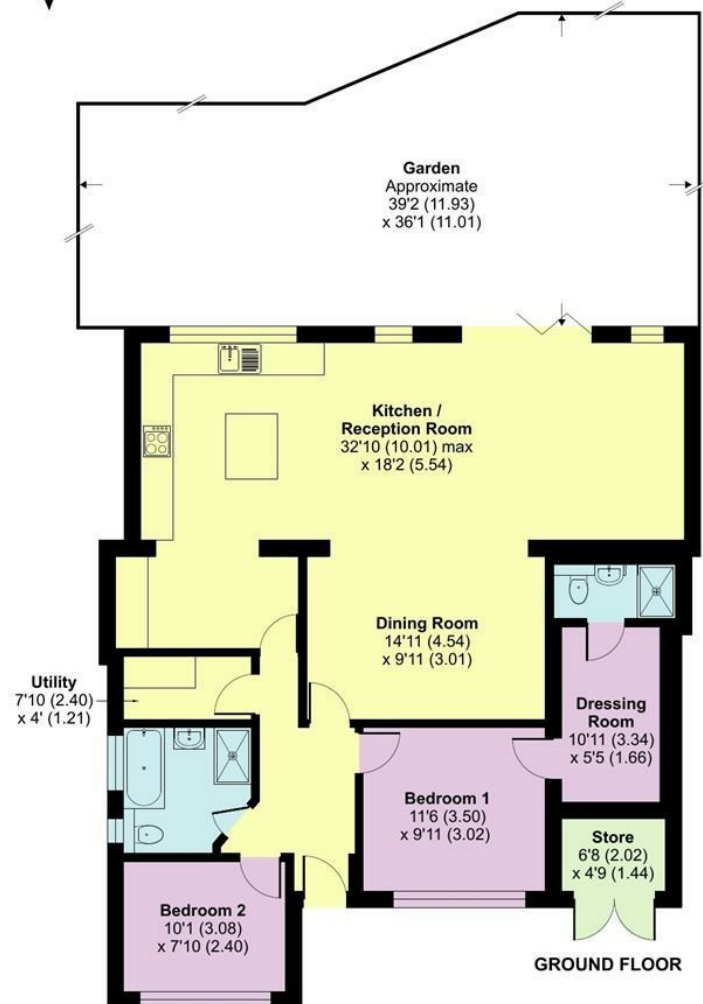 Garden
Approximate
39'2 (11.93)
x 36'1 (11.01)
Kitchen /
Reception Room
32'10 (10.01) max
x 18'2 (5.54)
Dining Room
14'11 (4.54)
x 9'11 (3.01)
Utility
7'10 (2.40)
x 4' (1.21)
Dressing
Room
10'11 (3.34)
x 5'5 (1.66)
Bedroom 1
11'6 (3.50)
x 9'11 (3.02)
Store
6'8 (2.02)
x 4'9 (1.44)
Bedroom 2
10'1 (3.08)
x 7'10 (2.40)
GROUND FLOOR